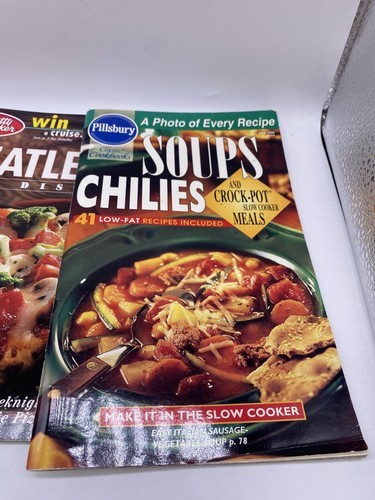 Pillsbury
Classic®
Cookbooks
A Photo of Every Recipe
SOUPS
CHILIES
AND
CROCK•POT®
SLOW COOKER
MEALS
41 LOW-FAT RECIPES INCLUDED
MAKE IT IN THE SLOW COOKER
EASY ITALIAN SAUSAGE-
VEGETABLE SOUP p. 78
win
a cruise.